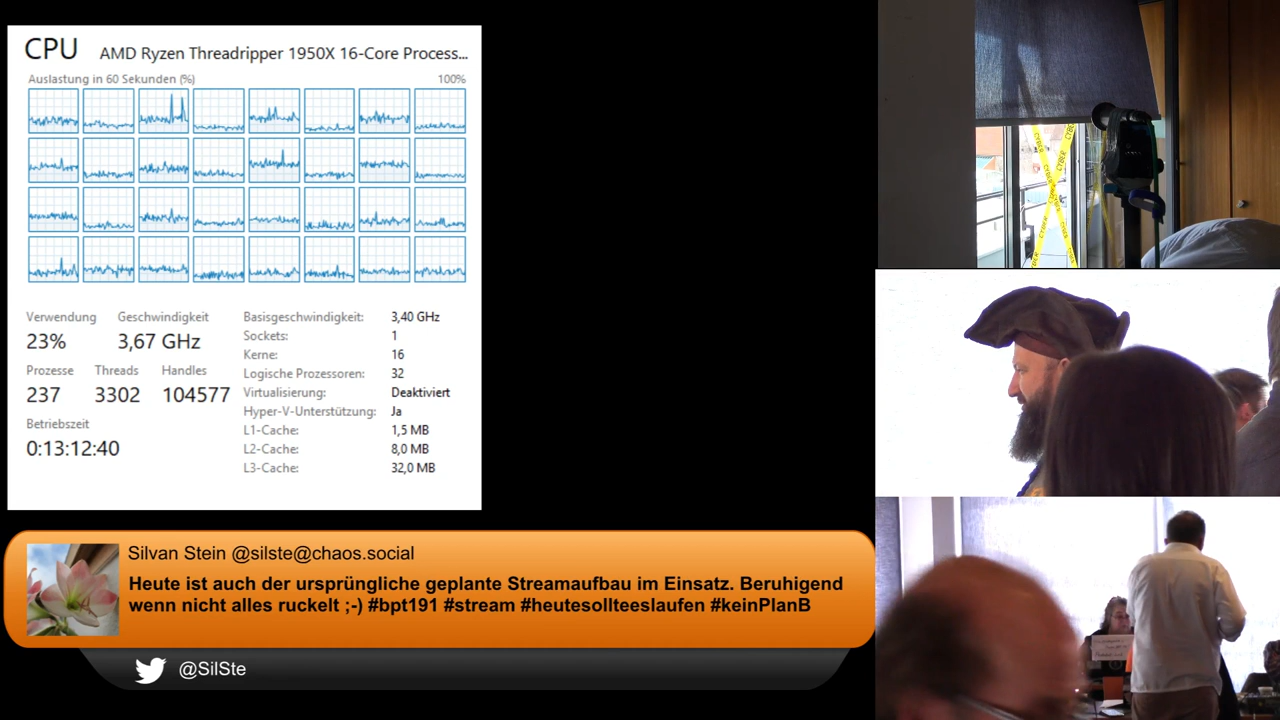 CPU AMD Ryzen Threadripper 1950X 16-Core Process...
Auslastung in 60 Sekunden (%) 100%
Verwendung Geschwindigkeit
23% 3,67 GHz
Prozesse Threads Handles
237 3302 104577
Betriebszeit
0:13:12:40
Basisgeschwindigkeit: 3,40 GHz
Sockets: 1
Kerne: 16
Logische Prozessoren: 32
Virtualisierung: Deaktiviert
Hyper-V-Unterstützung: Ja
L1-Cache: 1,5 MB
L2-Cache: 8,0 MB
L3-Cache: 32,0 MB
CYBER
CYBER
CYBER
Silvan Stein @silste@chaos.social
Heute ist auch der ursprüngliche geplante Streamaufbau im Einsatz. Beruhigend
wenn nicht alles ruckelt ;-) #bpt191 #stream #heutesollteeslaufen #keinPlanB
@SilSte